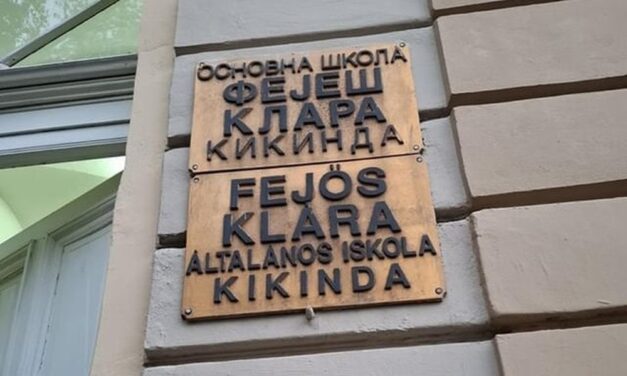 ОСНОВНА ШКОЛА
ФЕЈЕШ
КЛАРА
КИКИНДА
FEJÖS
KLÁRA
ÁLTALÁNOS ISKOLA
KIKINDA